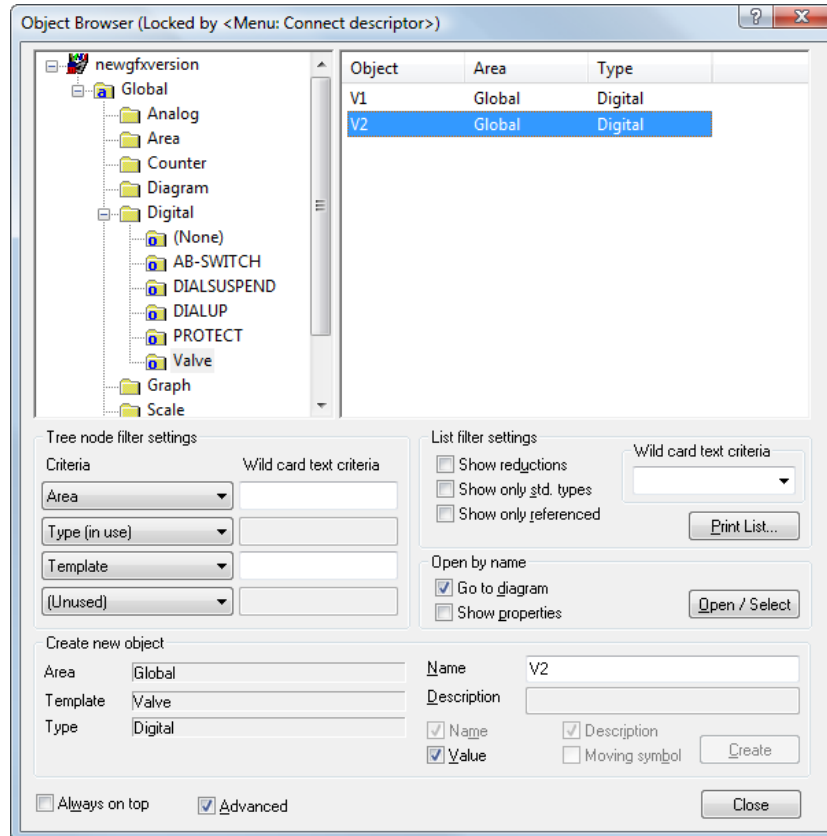 Object Browser (Locked by <Menu: Connect descriptor>)
newgfxversion
Global
Analog
Area
Counter
Diagram
Digital
(None)
AB-SWITCH
DIALSUSPEND
DIALUP
PROTECT
Valve
Graph
Scale
Object Area Type
V1 Global Digital
V2 Global Digital
Tree node filter settings
Criteria Wild card text criteria
Area
Type (in use)
Template
(Unused)
List filter settings
Show reductions
Show only std. types
Show only referenced
Wild card text criteria
Print List...
Open by name
Go to diagram
Show properties
Open / Select
Create new object
Area Global
Template Valve
Type Digital
Name V2
Description
Name Description
Value Moving symbol
Create
Always on top Advanced
Close